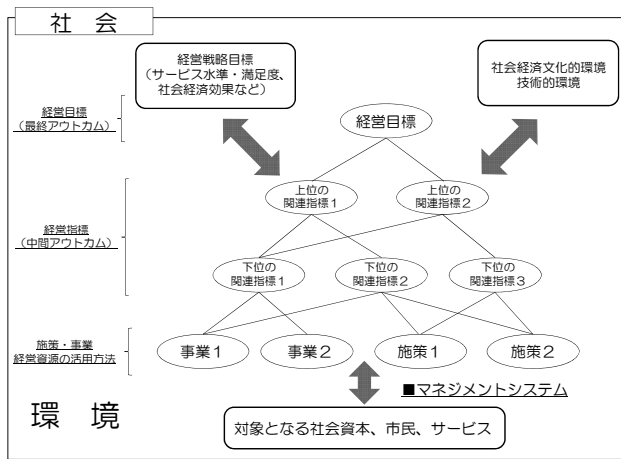 社 会
経営戦略目標
（サービス水準・満足度、
社会経済効果など）
社会経済文化的環境
技術的環境
経営目標
（最終アウトカム）
経営目標
上位の
関連指標１
上位の
関連指標２
経営指標
（中間アウトカム）
下位の
関連指標１
下位の
関連指標２
下位の
関連指標３
施策・事業
経営資源の活用方法
事業１
事業２
施策１
施策２
■マネジメントシステム
環 境
対象となる社会資本、市民、サービス